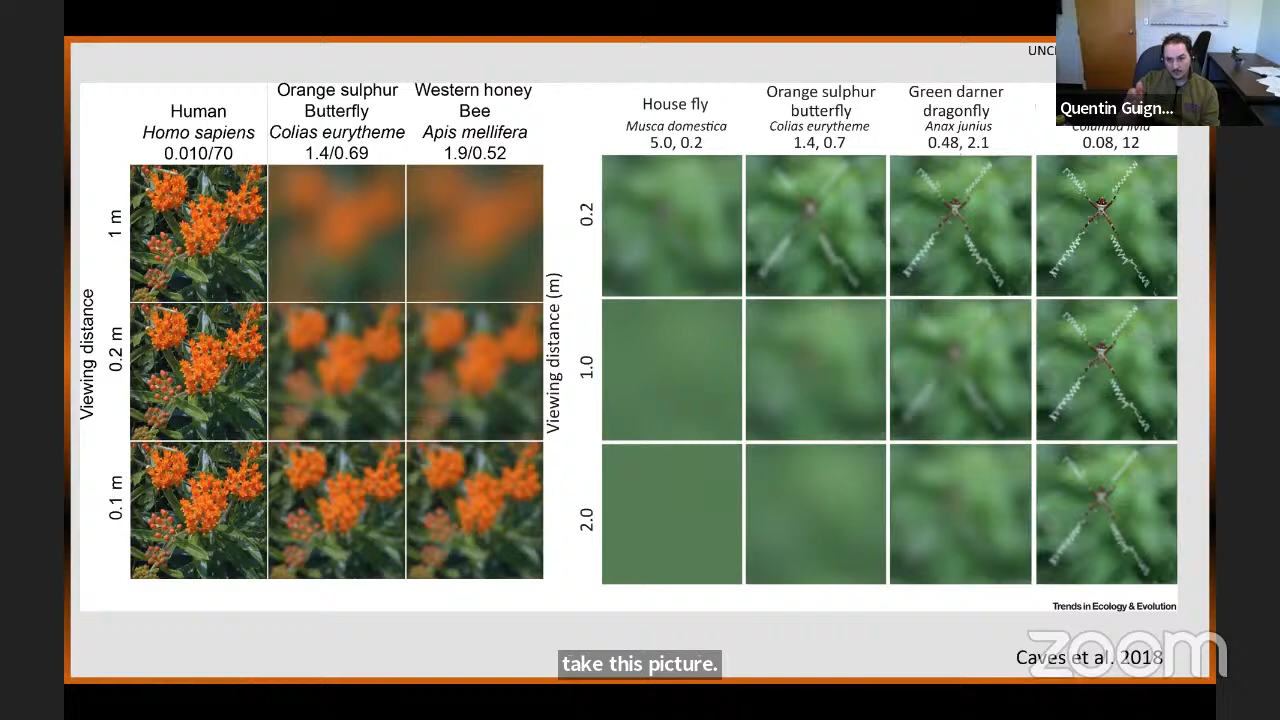 UNCL
Quentin Guign...
Human
Homo sapiens
0.010/70
Orange sulphur
Butterfly
Colias eurytheme
1.4/0.69
Western honey
Bee
Apis mellifera
1.9/0.52
Viewing distance
1 m
0.2 m
0.1 m
House fly
Musca domestica
5.0, 0.2
Orange sulphur
butterfly
Colias eurytheme
1.4, 0.7
Green darner
dragonfly
Anax junius
0.48, 2.1
Columba livia
0.08, 12
Viewing distance (m)
0.2
1.0
2.0
Trends in Ecology & Evolution
Caves et al. 2018
zoom
take this picture.